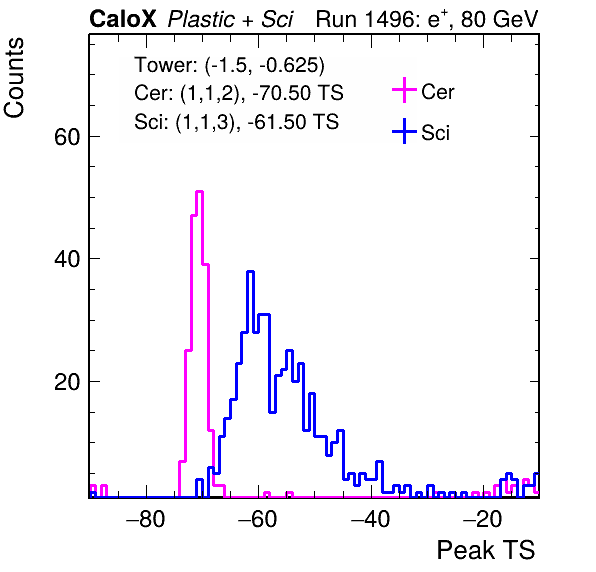 CaloX Plastic + Sci Run 1496: e+, 80 GeV
Counts
Tower: (-1.5, -0.625)
Cer: (1,1,2), -70.50 TS
Sci: (1,1,3), -61.50 TS
Cer
Sci
60
40
20
−80 −60 −40 −20
Peak TS